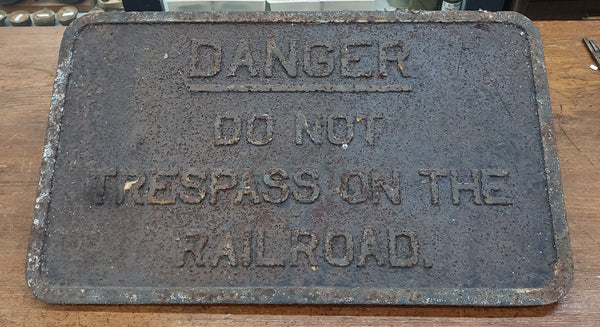 DANGER
DO NOT
TRESPASS ON THE
RAILROAD.